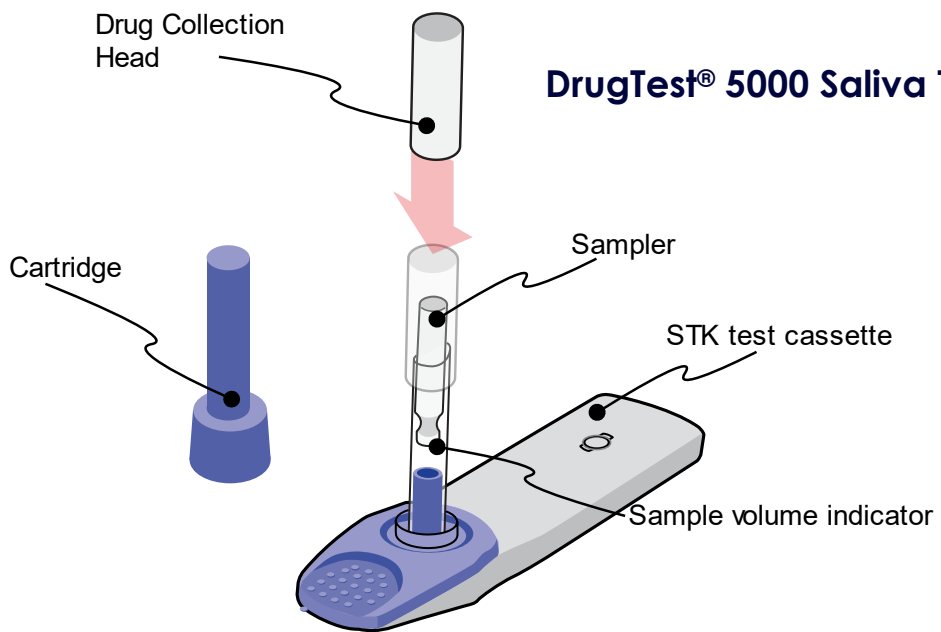 Drug Collection
Head
DrugTest® 5000 Saliva
Sampler
Cartridge
STK test cassette
Sample volume indicator